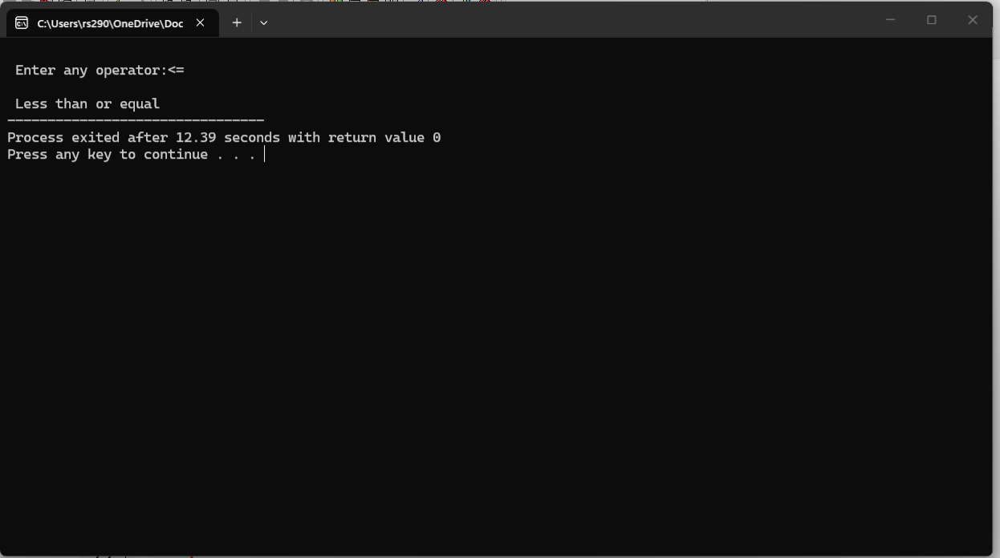 C:\Users\rs290\OneDrive\Doc
Enter any operator:<=
Less than or equal
--------------------------------
Process exited after 12.39 seconds with return value 0
Press any key to continue . . .